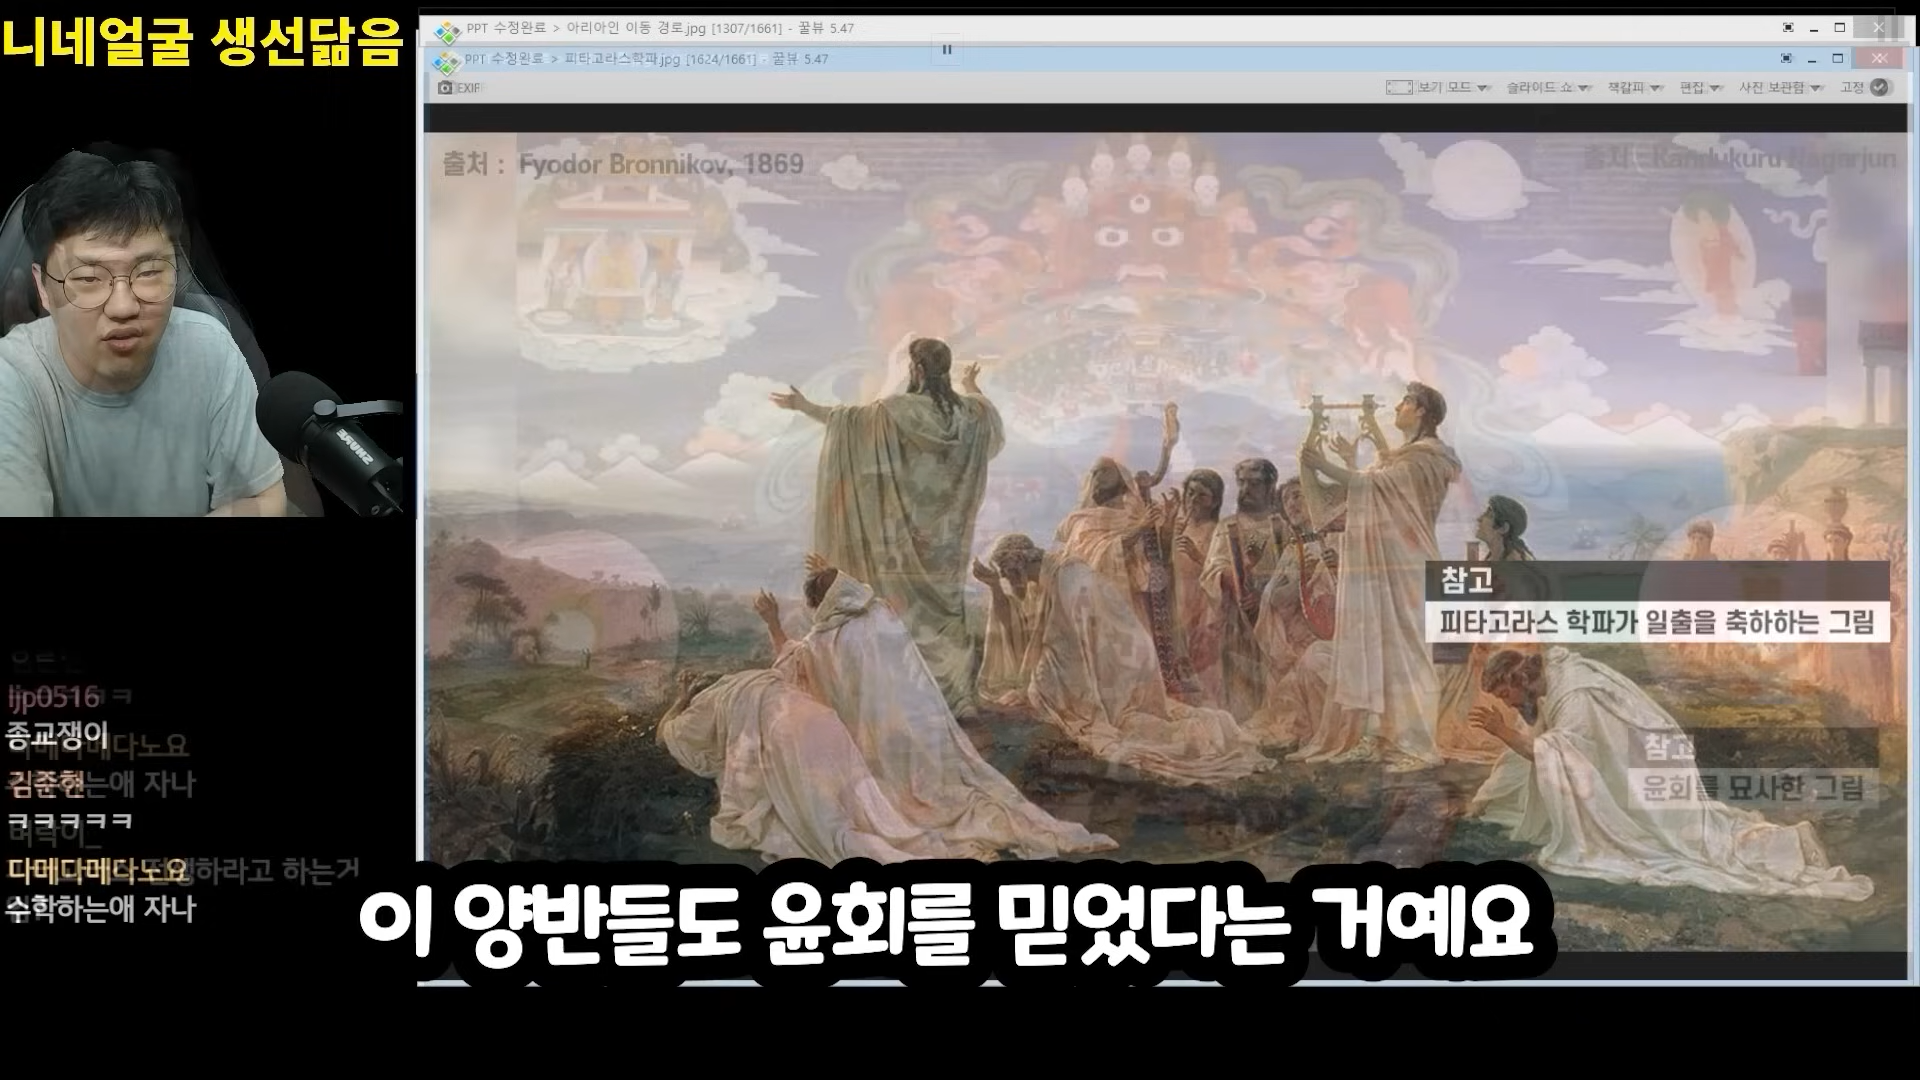 니네얼굴 생선닮음
PPT 수정완료 > 아리아인 이동 경로.jpg [1307/1661] - 꿀뷰 5.47
PPT 수정완료 > 피타고라스학파.jpg [1624/1661] - 꿀뷰 5.47
EXIF
보기 모드
슬라이드 쇼
책갈피
편집
사진 보관함
고정
출처 : Fyodor Bronnikov, 1869
출처 : Kandukuru Nagarjun
SHURE
참고
피타고라스 학파가 일출을 축하하는 그림
참고
윤회를 묘사한 그림
ljp0516
종교쟁이
김준현
ㅋㅋㅋㅋㅋ
다메다메다노요
수학하는애 자나
이 양반들도 윤회를 믿었다는 거예요